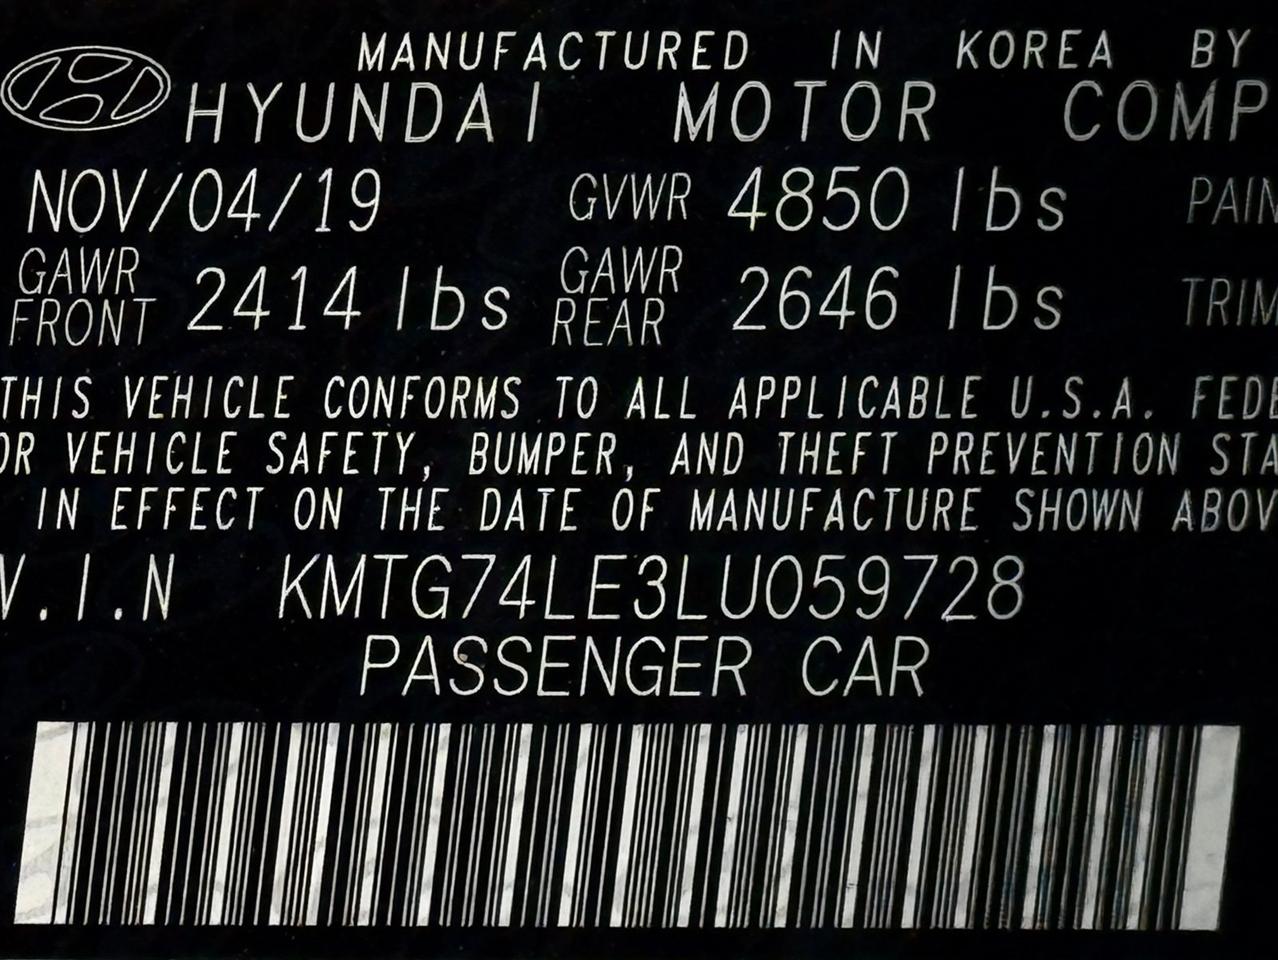 MANUFACTURED IN KOREA BY
HYUNDAI MOTOR COMP
NOV/04/19 GVWR 4850 lbs PAIN
GAWR FRONT 2414 lbs GAWR REAR 2646 lbs TRIM
THIS VEHICLE CONFORMS TO ALL APPLICABLE U.S.A. FEDE
OR VEHICLE SAFETY, BUMPER, AND THEFT PREVENTION STA
IN EFFECT ON THE DATE OF MANUFACTURE SHOWN ABOV
V.I.N KMTG74LE3LU059728
PASSENGER CAR